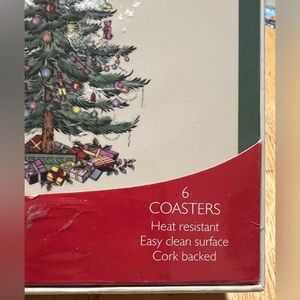 6
COASTERS
Heat resistant
Easy clean surface
Cork backed